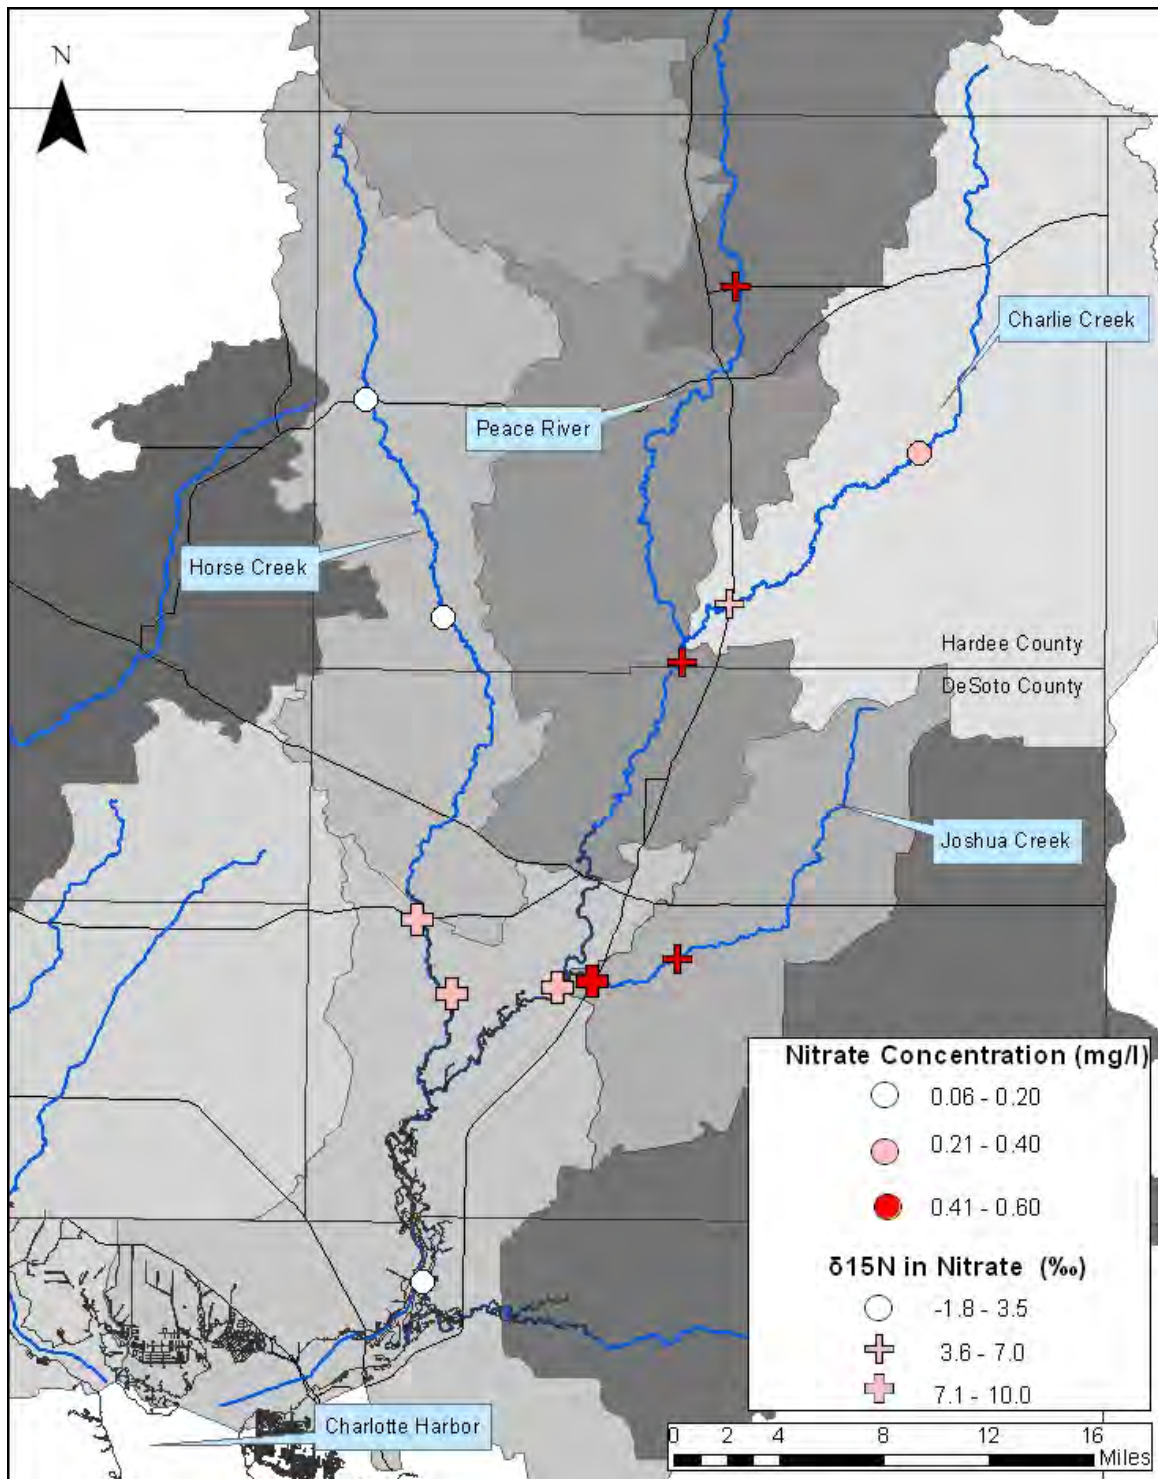 N
Charlie Creek
Peace River
Horse Creek
Hardee County
DeSoto County
Joshua Creek
Nitrate Concentration (mg/l)
0.06 - 0.20
0.21 - 0.40
0.41 - 0.60
δ15N in Nitrate (‰)
-1.8 - 3.5
3.6 - 7.0
7.1 - 10.0
Charlotte Harbor
0 2 4 8 12 16
Miles